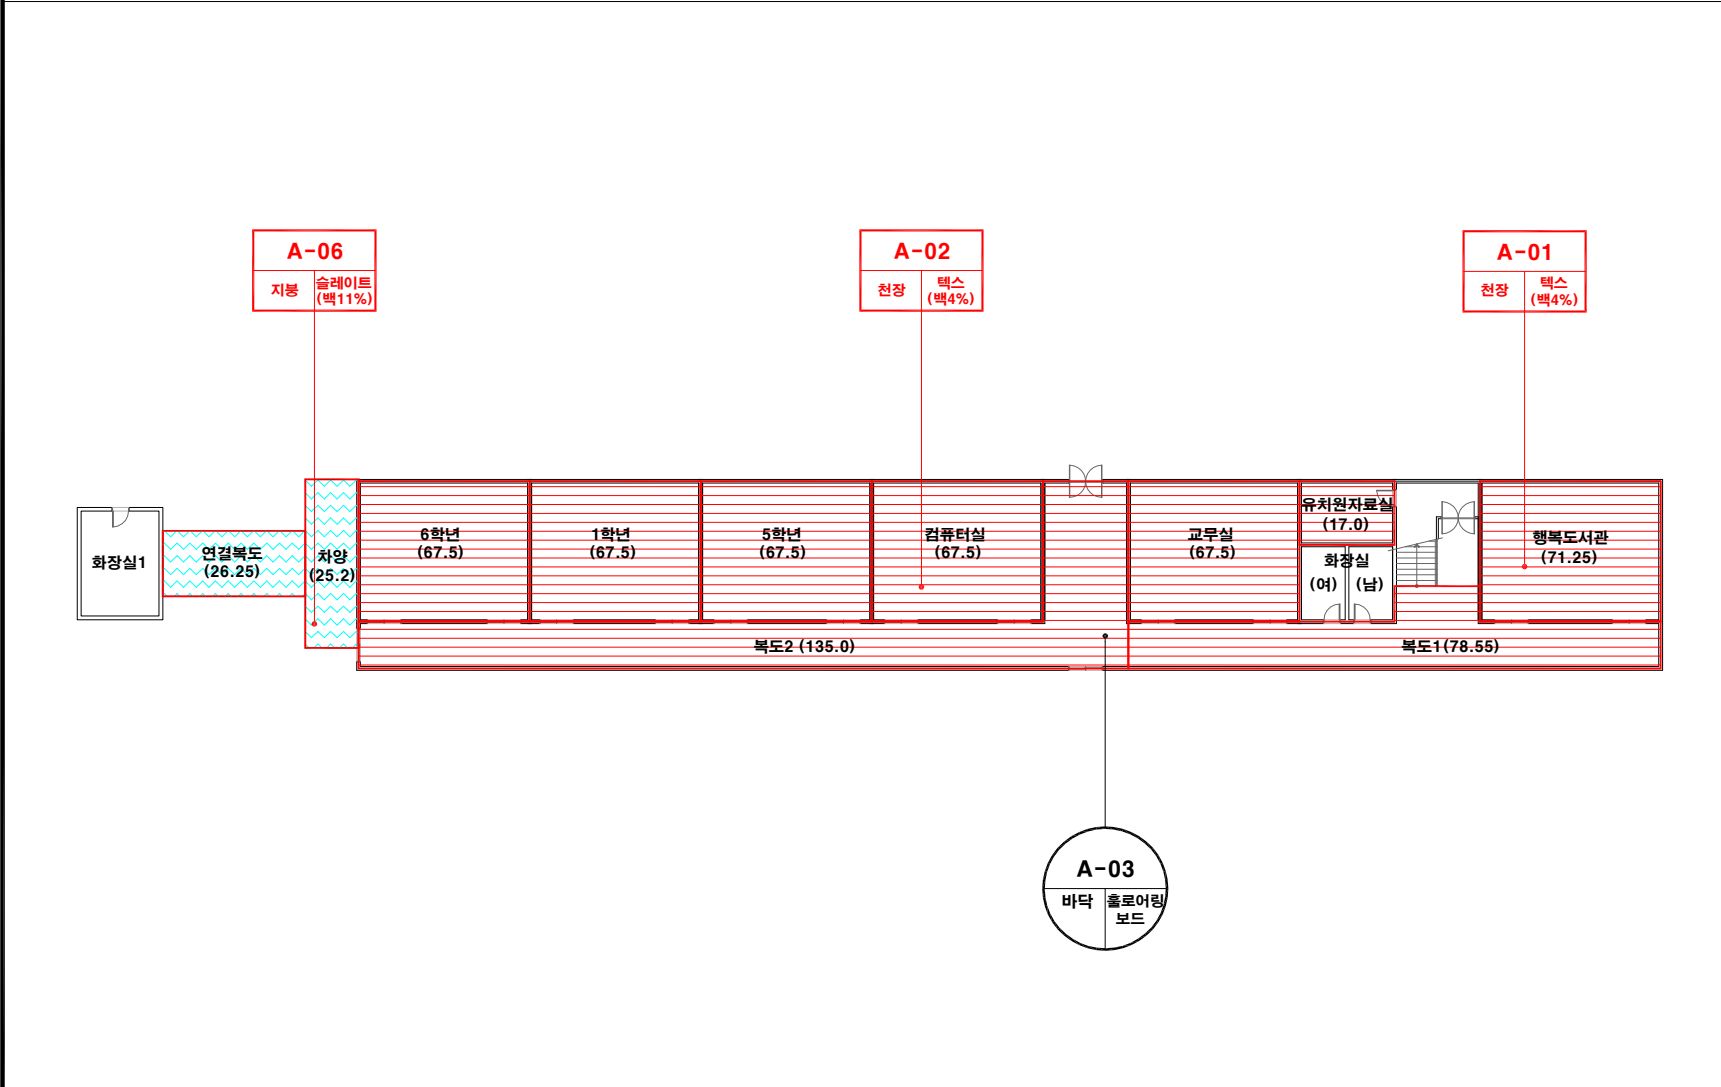 A-06
지붕
슬레이트
(백11%)
A-02
천장
텍스
(백4%)
A-01
천장
텍스
(백4%)
화장실1
연결복도
(26.25)
차양
(25.2)
6학년
(67.5)
1학년
(67.5)
5학년
(67.5)
컴퓨터실
(67.5)
교무실
(67.5)
유치원자료실
(17.0)
화장실
(여) (남)
행복도서관
(71.25)
복도2 (135.0)
복도1(78.55)
A-03
바닥
훌로어링
보드